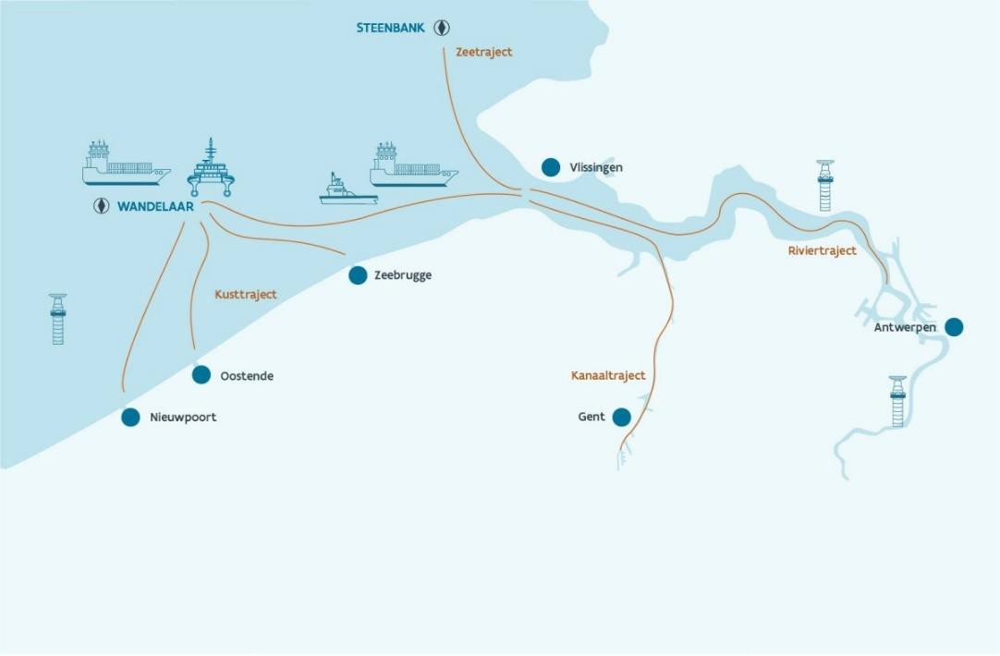 STEENBANK
Zeetraject
Vlissingen
WANDELAAR
Riviertraject
Zeebrugge
Kusttraject
Antwerpen
Oostende
Kanaaltraject
Nieuwpoort
Gent